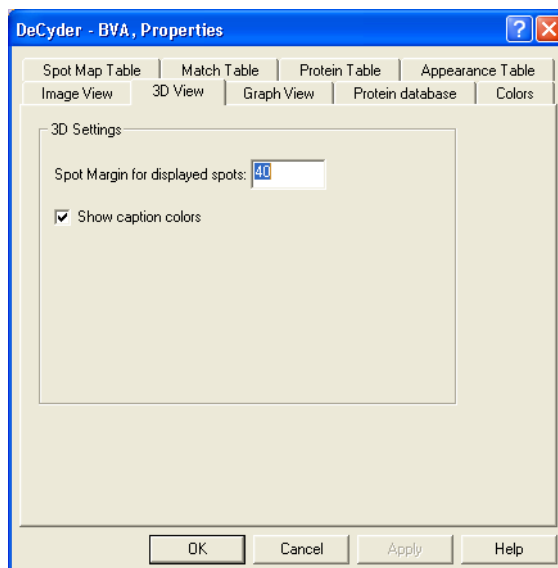 DeCyder - BVA, Properties
Spot Map Table Match Table Protein Table Appearance Table
Image View 3D View Graph View Protein database Colors
3D Settings
Spot Margin for displayed spots: 40
Show caption colors
OK Cancel Apply Help